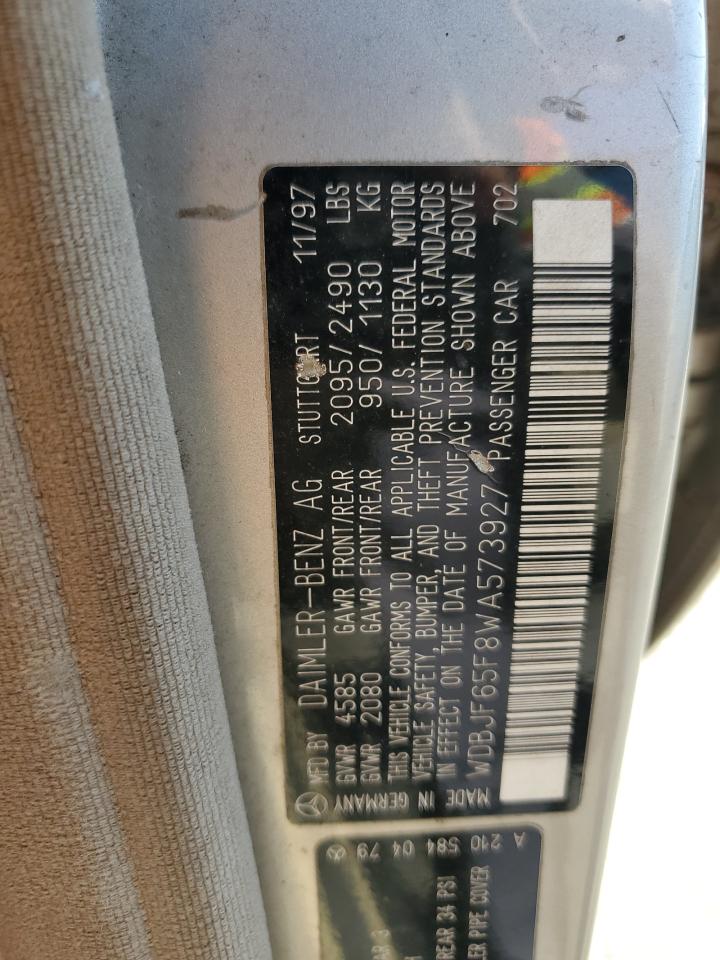 MFD BY DAIMLER-BENZ AG STUTTGART 11/97
GVWR 4585 GAWR FRONT/REAR 2095/2490 LBS
GVWR 2080 GAWR FRONT/REAR 950/1130 KG
THIS VEHICLE CONFORMS TO ALL APPLICABLE U.S. FEDERAL MOTOR
VEHICLE SAFETY, BUMPER, AND THEFT PREVENTION STANDARDS
IN EFFECT ON THE DATE OF MANUFACTURE SHOWN ABOVE
WDBJF65F8WA573927 PASSENGER CAR 702
MADE IN GERMANY
A 210 584 04 79
REAR 34 PSI
PIPE COVER